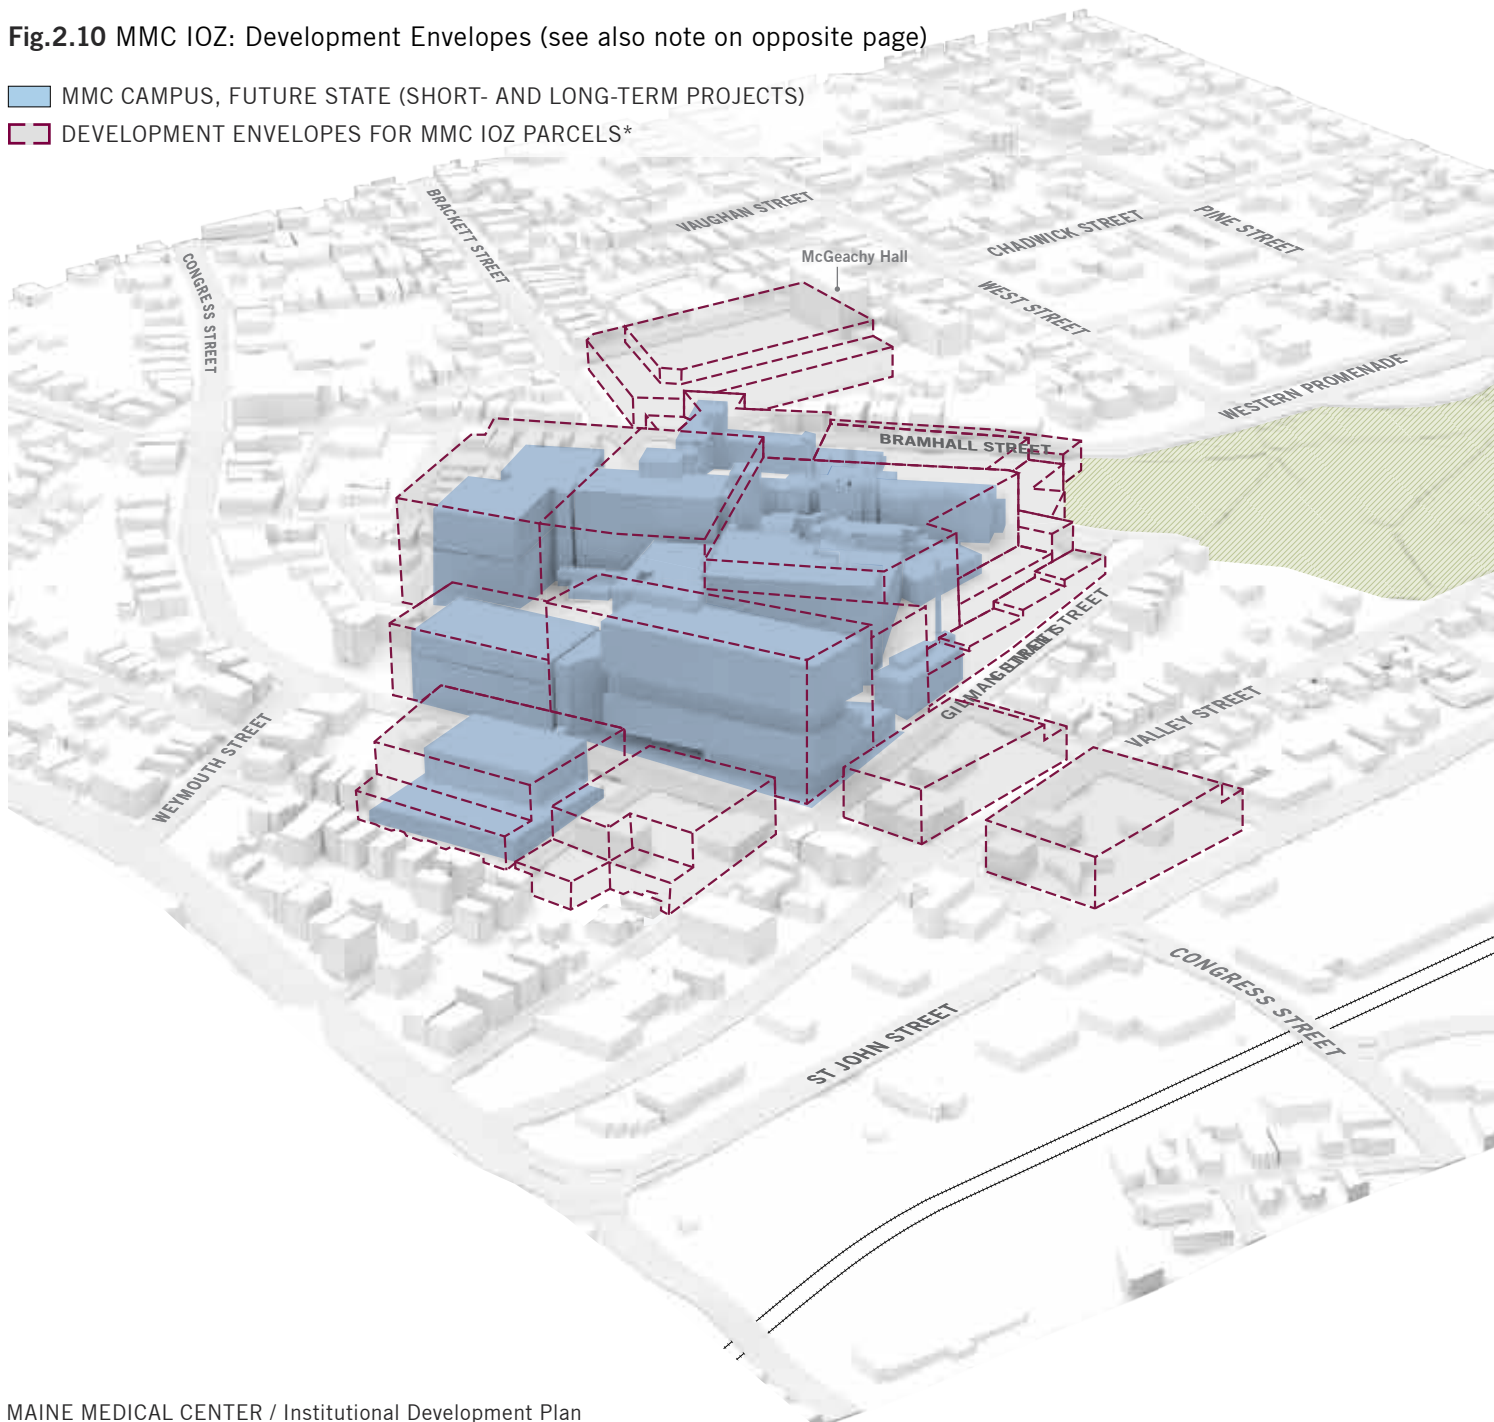 Fig.2.10 MMC IOZ: Development Envelopes (see also note on opposite page)
MMC CAMPUS, FUTURE STATE (SHORT- AND LONG-TERM PROJECTS)
DEVELOPMENT ENVELOPES FOR MMC IOZ PARCELS*
BRACKETT STREET
VAUGHAN STREET
CHADWICK STREET
PINE STREET
McGeachy Hall
CONGRESS STREET
WEST STREET
WESTERN PROMENADE
BRAMHALL STREET
GILMAN STREET
VALLEY STREET
WEYMOUTH STREET
CONGRESS STREET
ST JOHN STREET
MAINE MEDICAL CENTER / Institutional Development Plan